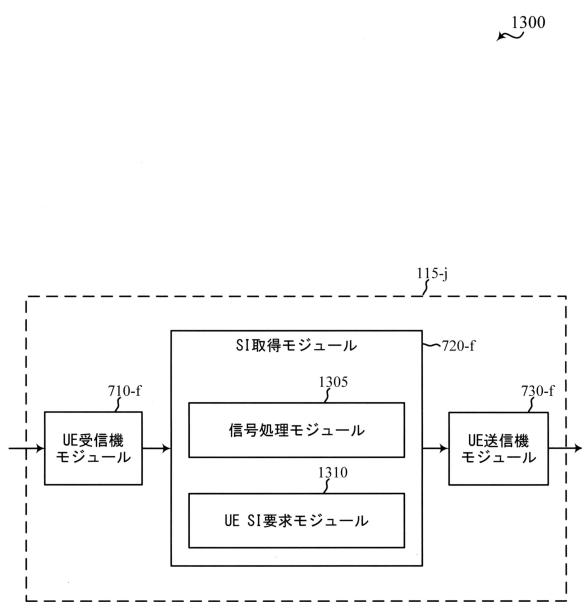 1300
115-j
SI取得モジュール
720-f
710-f
1305
730-f
UE受信機
モジュール
信号処理モジュール
UE送信機
モジュール
1310
UE SI要求モジュール